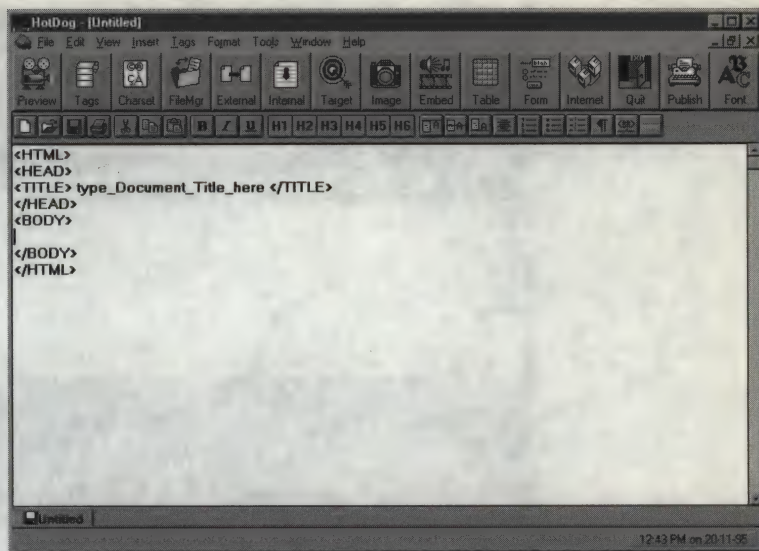 HotDog - [Untitled]
File Edit View Insert Tags Format Tools Window Help
Preview Tags Charset FileMgr External Internal Target Image Embed Table Form Internet Quit Publish Font
B I U H1 H2 H3 H4 H5 H6
<HTML>
<HEAD>
<TITLE> type_Document_Title_here </TITLE>
</HEAD>
<BODY>
</BODY>
</HTML>
Untitled
12:43 PM on 20-11-95